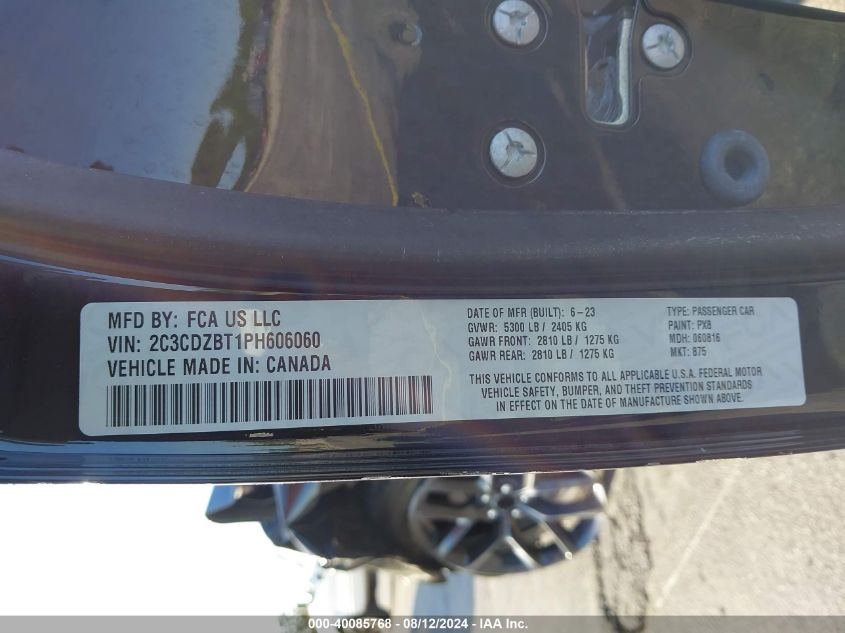 MFD BY: FCA US LLC
VIN: 2C3CDZBT1PH606060
VEHICLE MADE IN: CANADA
DATE OF MFR (BUILT): 6-23
GVWR: 5300 LB / 2405 KG
GAWR FRONT: 2810 LB / 1275 KG
GAWR REAR: 2810 LB / 1275 KG
TYPE: PASSENGER CAR
PAINT: PX8
MDH: 060816
MKT: 875
THIS VEHICLE CONFORMS TO ALL APPLICABLE U.S.A. FEDERAL MOTOR
VEHICLE SAFETY, BUMPER, AND THEFT PREVENTION STANDARDS
IN EFFECT ON THE DATE OF MANUFACTURE SHOWN ABOVE.
000-40085768 - 08/12/2024 - IAA Inc.